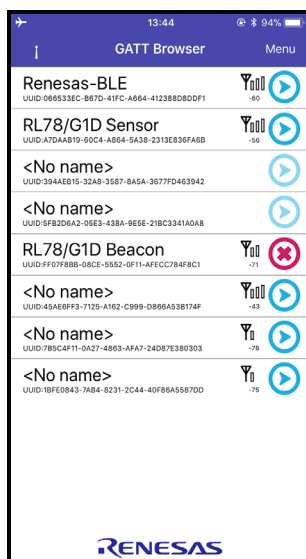 13:44
94%
GATT Browser
Menu
Renesas-BLE
UUID:066533EC-B67D-41FC-A664-412388D8DDF1
-60
RL78/G1D Sensor
UUID:A7DAAB19-60C4-A864-5A38-2313E836FA6B
-56
<No name>
UUID:394AEB15-32A8-3587-8A5A-3677FD463942
<No name>
UUID:5FB2D6A2-05E3-438A-9E5E-21BC3341A0A8
RL78/G1D Beacon
UUID:FF07F8BB-08CE-5552-0F11-AFECC784F8C1
-71
<No name>
UUID:45AE6FF3-7125-A162-C999-D866A53B174F
-43
<No name>
UUID:7B5C4F11-0A27-4863-AFA7-24D87E380303
-76
<No name>
UUID:1BFE0843-7AB4-8231-2C44-40F86A5587DD
-75
RENESAS